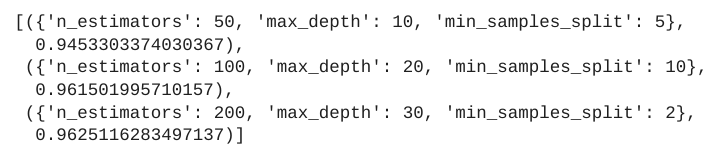 [({'n_estimators': 50, 'max_depth': 10, 'min_samples_split': 5},
0.9453303374030367),
({'n_estimators': 100, 'max_depth': 20, 'min_samples_split': 10},
0.961501995710157),
({'n_estimators': 200, 'max_depth': 30, 'min_samples_split': 2},
0.9625116283497137)]